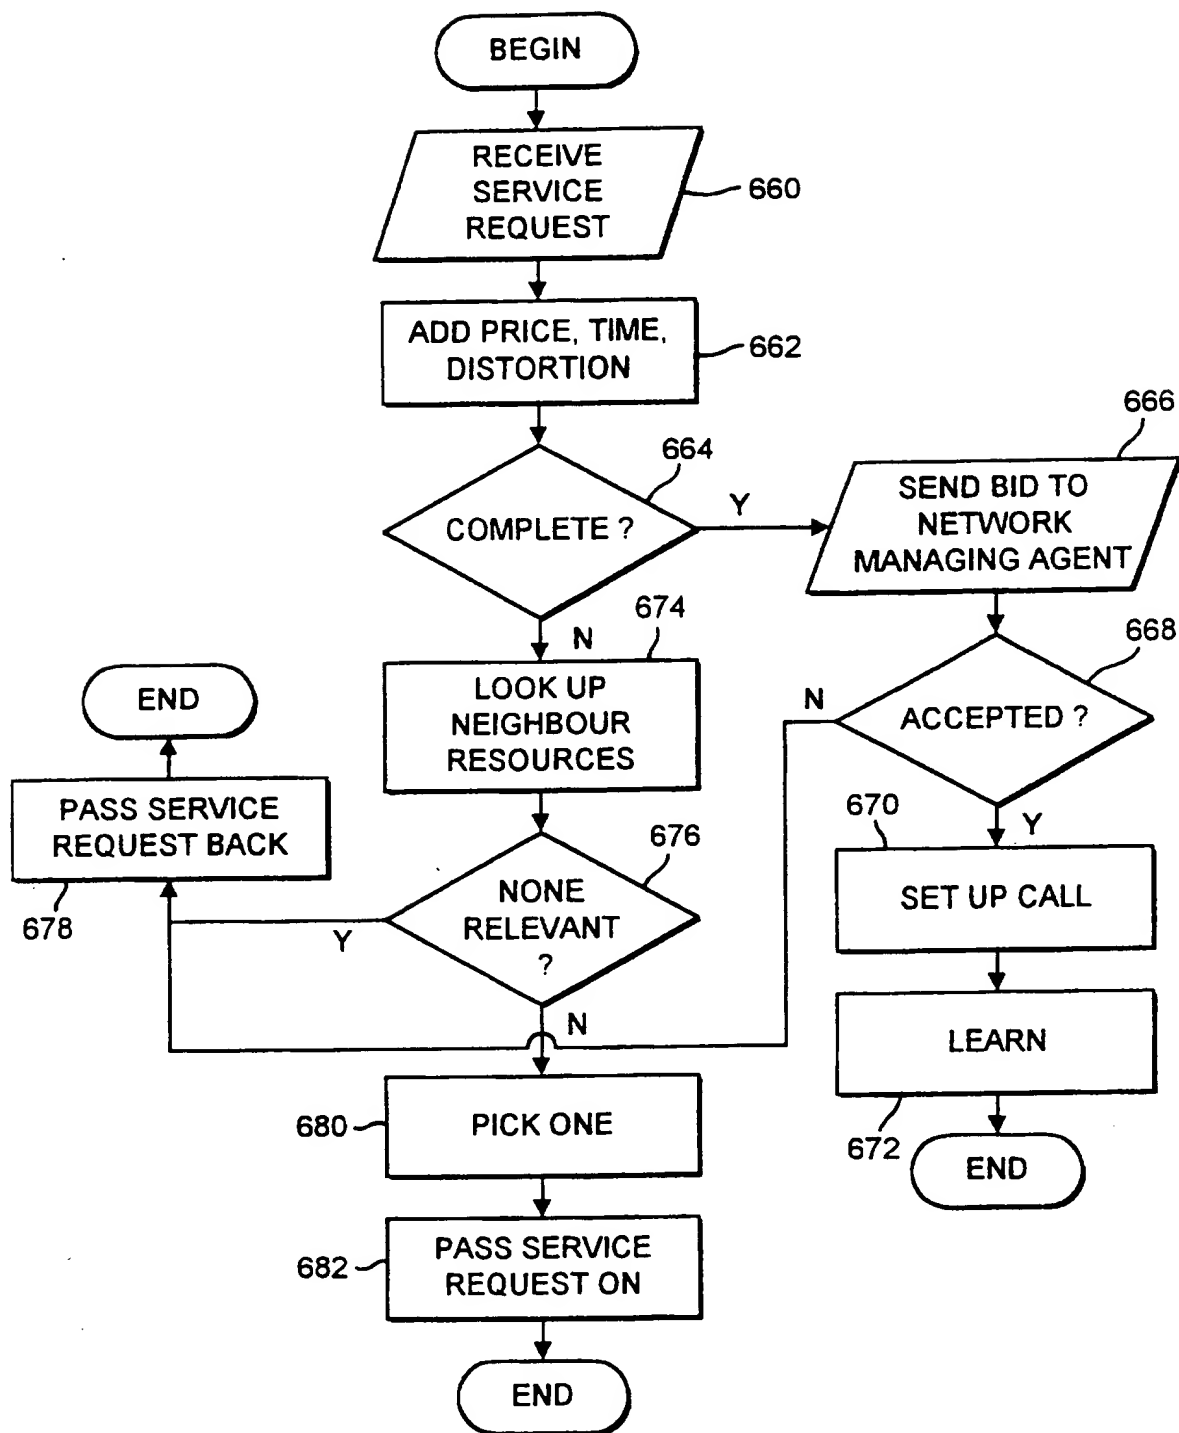 BEGIN
RECEIVE
SERVICE
REQUEST
660
ADD PRICE, TIME,
DISTORTION
662
664
COMPLETE ?
Y
N
666
SEND BID TO
NETWORK
MANAGING AGENT
668
ACCEPTED ?
N
Y
674
LOOK UP
NEIGHBOUR
RESOURCES
END
PASS SERVICE
REQUEST BACK
678
676
NONE
RELEVANT
?
Y
N
670
SET UP CALL
LEARN
672
END
680
PICK ONE
682
PASS SERVICE
REQUEST ON
END